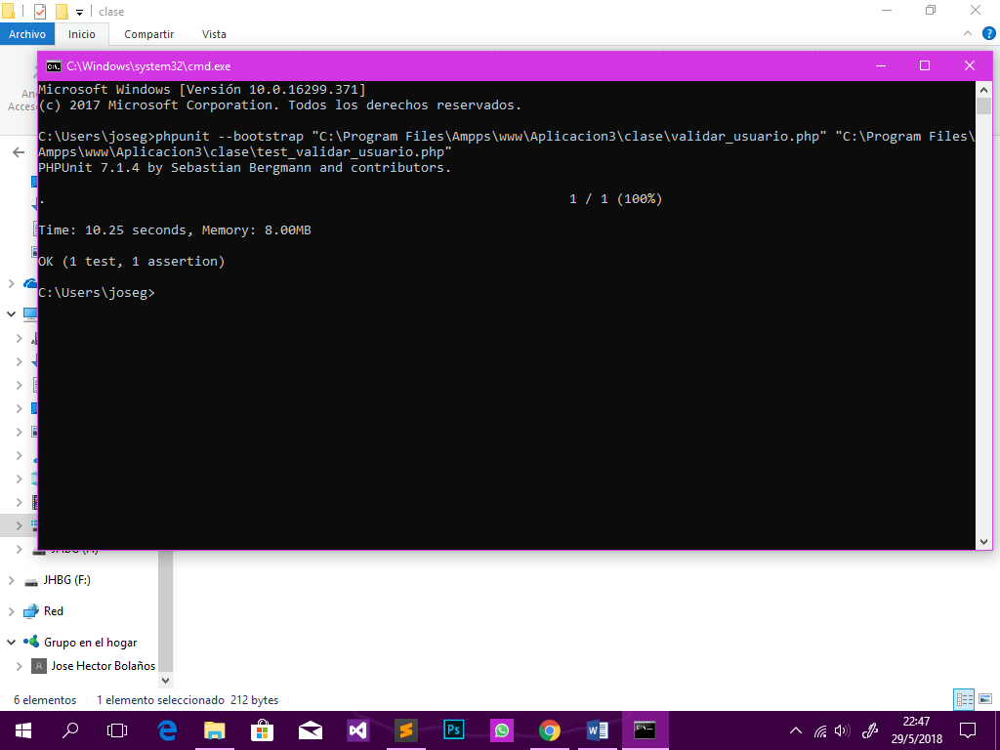 clase
Archivo Inicio Compartir Vista
C:\Windows\system32\cmd.exe
Microsoft Windows [Versión 10.0.16299.371]
(c) 2017 Microsoft Corporation. Todos los derechos reservados.
C:\Users\joseg>phpunit --bootstrap "C:\Program Files\Ampps\www\Aplicacion3\clase\validar_usuario.php" "C:\Program Files\
Ampps\www\Aplicacion3\clase\test_validar_usuario.php"
PHPUnit 7.1.4 by Sebastian Bergmann and contributors.
. 1 / 1 (100%)
Time: 10.25 seconds, Memory: 8.00MB
OK (1 test, 1 assertion)
C:\Users\joseg>
JHBG (F:)
Red
Grupo en el hogar
Jose Hector Bolaños
6 elementos 1 elemento seleccionado 212 bytes
22:47
29/5/2018